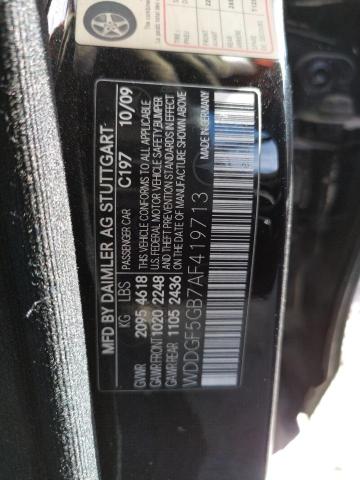 MFD BY DAIMLER AG STUTTGART
PASSENGER CAR C197 10/09
KG LBS
GVWR 2095 4618 THIS VEHICLE CONFORMS TO ALL APPLICABLE
GAWR FRONT 1020 2248 U.S. FEDERAL MOTOR VEHICLE SAFETY, BUMPER
GAWR REAR 1105 2436 AND THEFT PREVENTION STANDARDS IN EFFECT
ON THE DATE OF MANUFACTURE SHOWN ABOVE
WDDGF5GB7AF419713
MADE IN GERMANY